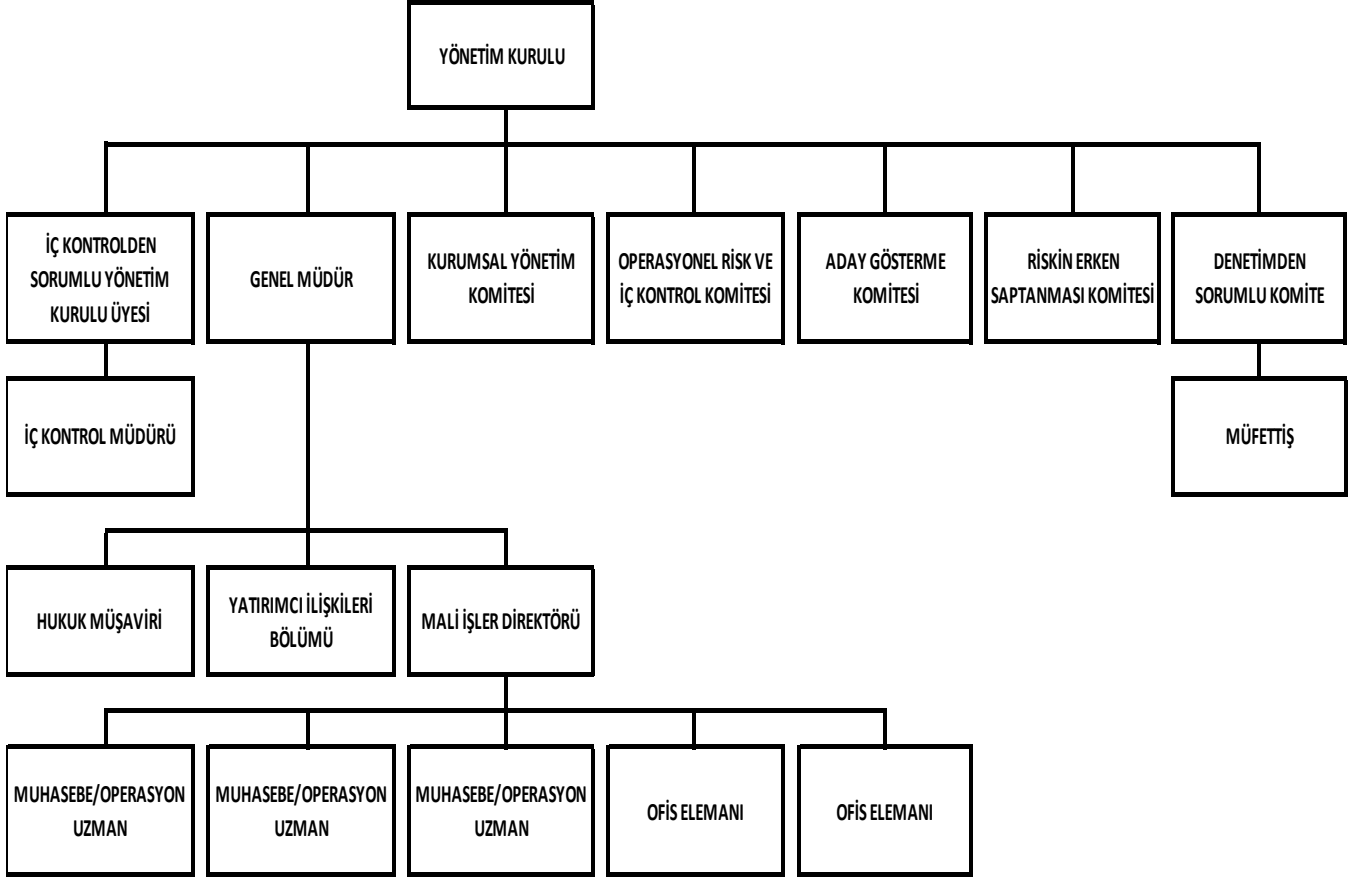 YÖNETİM KURULU
İÇ KONTROLDEN
SORUMLU YÖNETİM
KURULU ÜYESİ
GENEL MÜDÜR
KURUMSAL YÖNETİM
KOMİTESİ
OPERASYONEL RİSK VE
İÇ KONTROL KOMİTESİ
ADAY GÖSTERME
KOMİTESİ
RİSKİN ERKEN
SAPTANMASI KOMİTESİ
DENETİMDEN
SORUMLU KOMİTE
İÇ KONTROL MÜDÜRÜ
MÜFETTİŞ
HUKUK MÜŞAVİRİ
YATIRIMCI İLİŞKİLERİ
BÖLÜMÜ
MALİ İŞLER DİREKTÖRÜ
MUHASEBE/OPERASYON
UZMAN
MUHASEBE/OPERASYON
UZMAN
MUHASEBE/OPERASYON
UZMAN
OFİS ELEMANI
OFİS ELEMANI